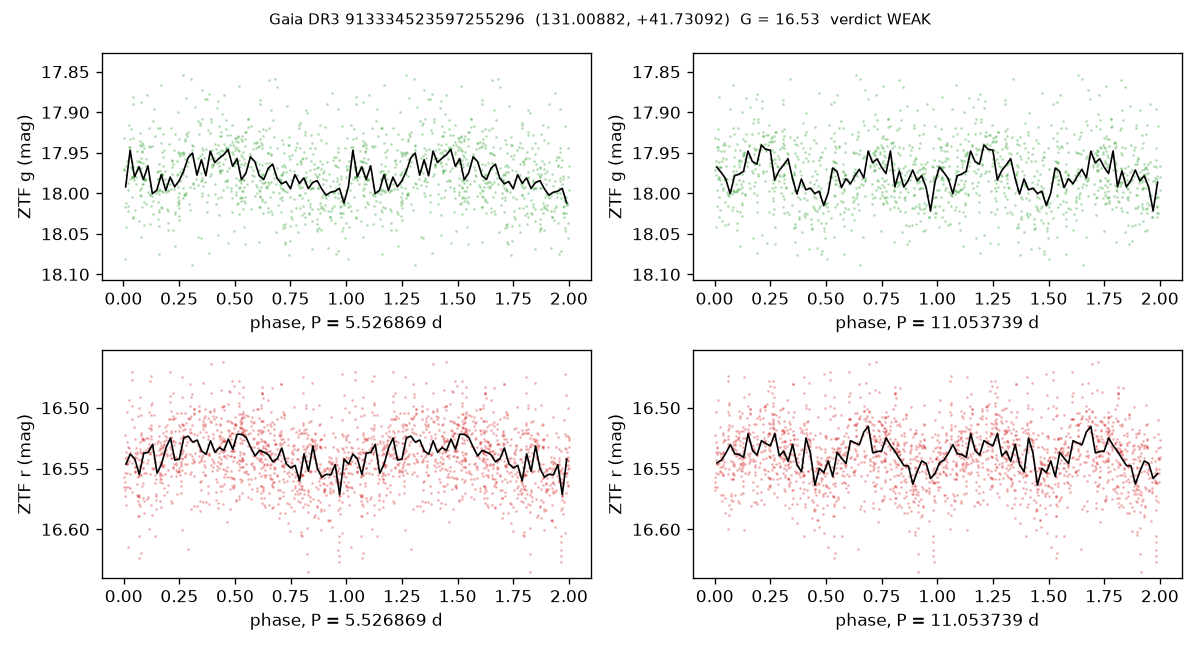 Gaia DR3 913334523597255296  (131.00882, +41.73092)  G = 16.53  verdict WEAK
ZTF g (mag)
17.85
17.90
17.95
18.00
18.05
18.10
0.00 0.25 0.50 0.75 1.00 1.25 1.50 1.75 2.00
phase, P = 5.526869 d
ZTF g (mag)
17.85
17.90
17.95
18.00
18.05
18.10
0.00 0.25 0.50 0.75 1.00 1.25 1.50 1.75 2.00
phase, P = 11.053739 d
ZTF r (mag)
16.50
16.55
16.60
0.00 0.25 0.50 0.75 1.00 1.25 1.50 1.75 2.00
phase, P = 5.526869 d
ZTF r (mag)
16.50
16.55
16.60
0.00 0.25 0.50 0.75 1.00 1.25 1.50 1.75 2.00
phase, P = 11.053739 d